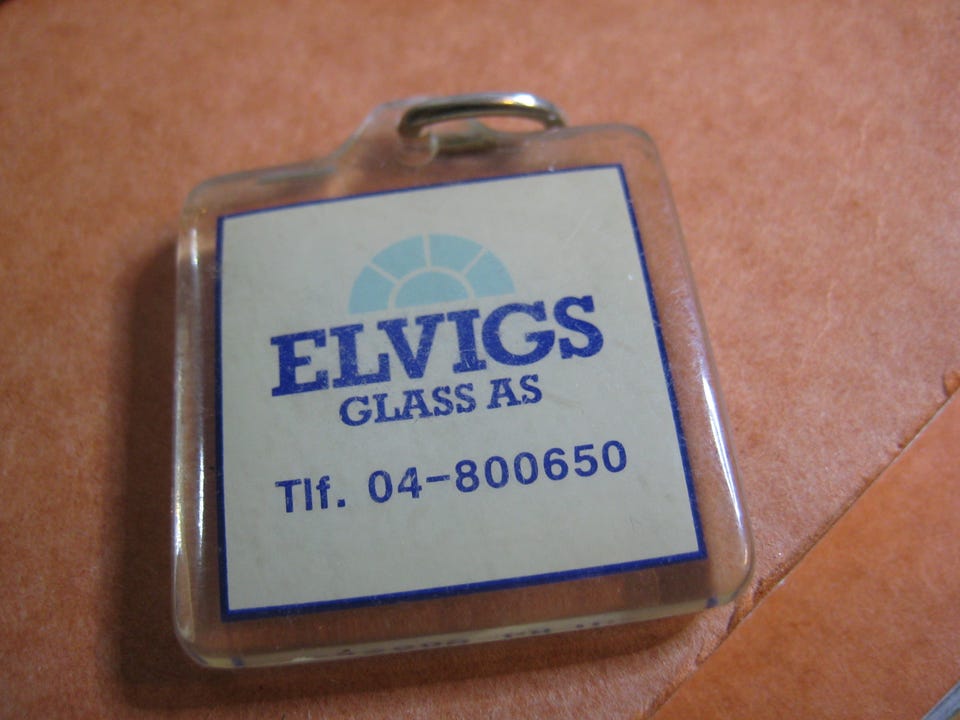 ELVIGS
GLASS AS
Tlf. 04-800650